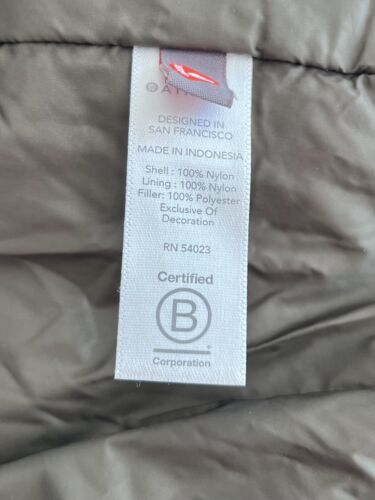 DESIGNED IN
SAN FRANCISCO
MADE IN INDONESIA
Shell : 100% Nylon
Lining : 100% Nylon
Filler: 100% Polyester
Exclusive Of
Decoration
RN 54023
Certified
B
Corporation